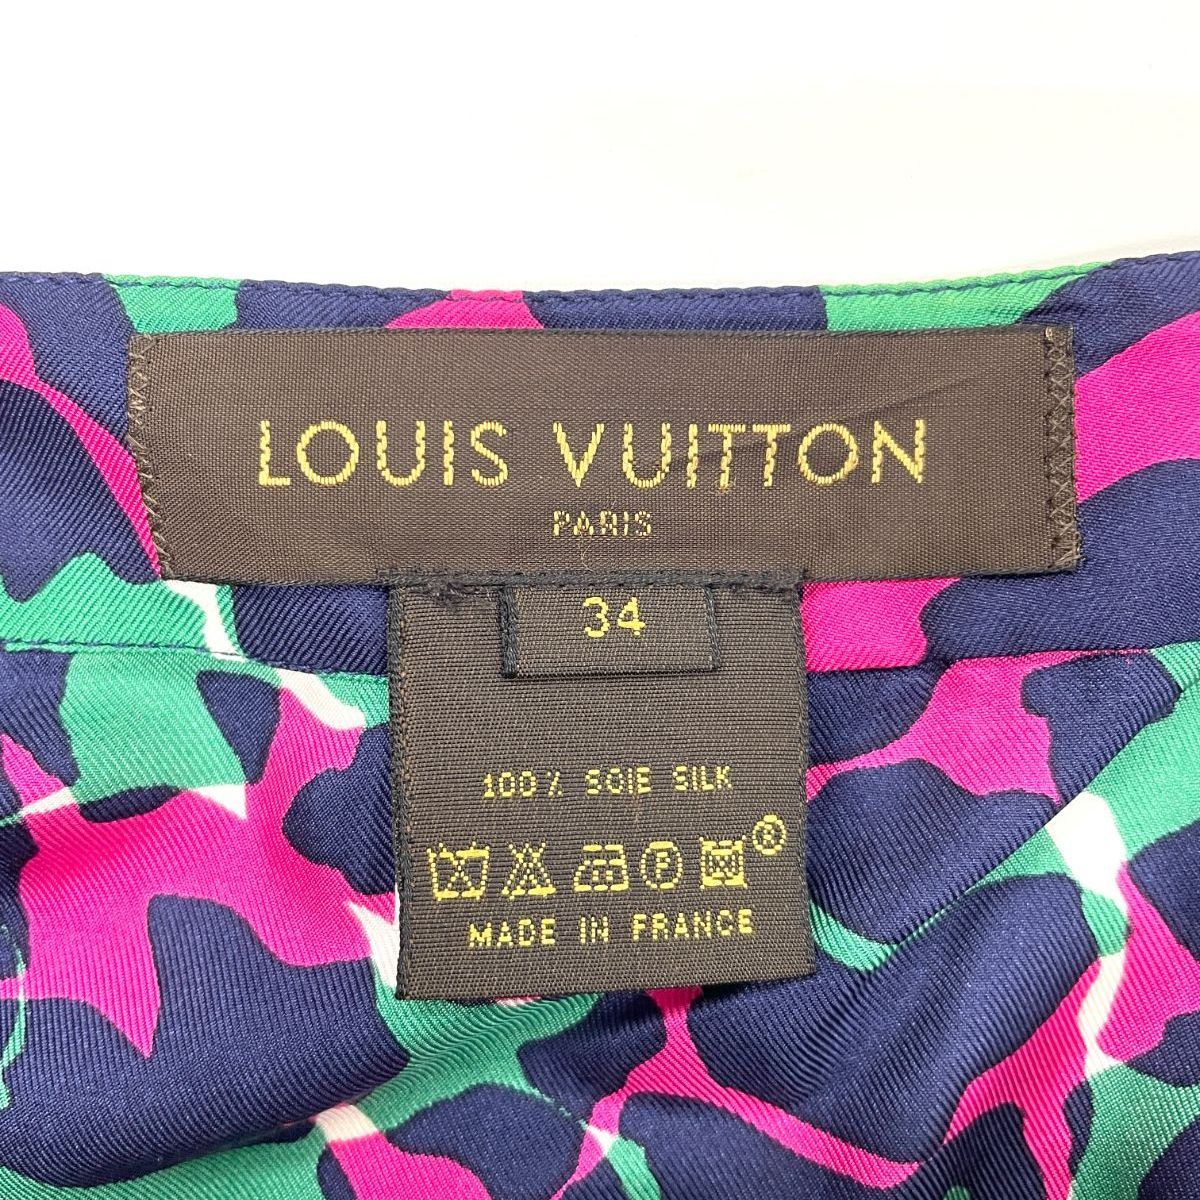 LOUIS VUITTON
PARIS
34
100% SOIE SILK
P
®
MADE IN FRANCE